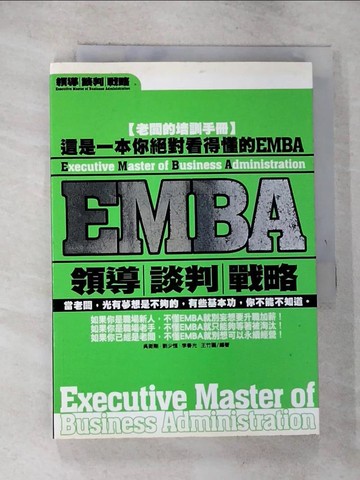 領導 談判 戰略
Executive Master of Business Administration
【老闆的培訓手冊】
這是一本你絕對看得懂的EMBA
Executive Master of Business Administration
EMBA
領導 談判 戰略
當老闆，光有夢想是不夠的，有些基本功，你不能不知道。
如果你是職場新人，不懂EMBA就別妄想要升職加薪！
如果你是職場老手，不懂EMBA就只能夠等著被淘汰！
如果你已經是老闆，不懂EMBA就別想可以永續經營！
Executive Master of
Business Administration